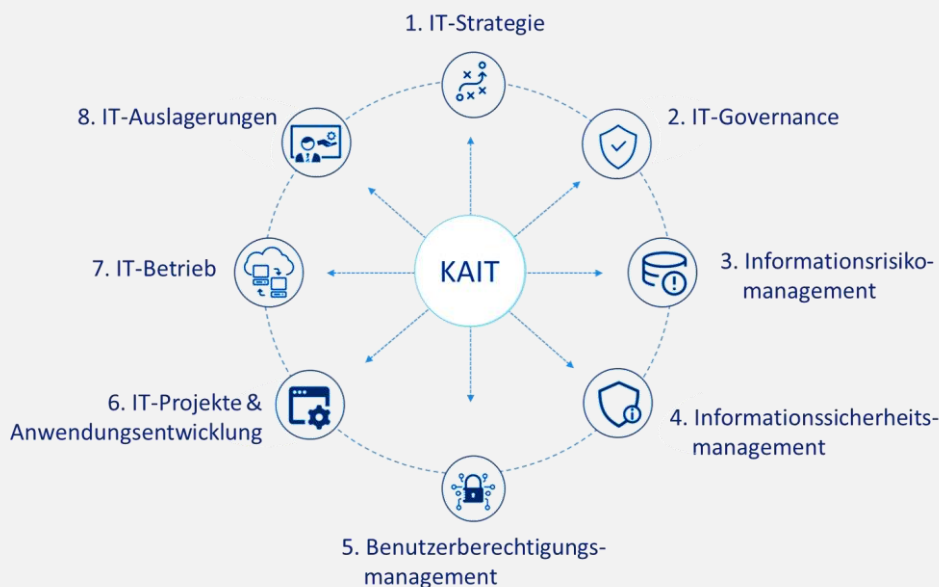 1. IT-Strategie
2. IT-Governance
3. Informationsrisiko-
management
4. Informationssicherheits-
management
5. Benutzerberechtigungs-
management
6. IT-Projekte &
Anwendungsentwicklung
7. IT-Betrieb
8. IT-Auslagerungen
KAIT